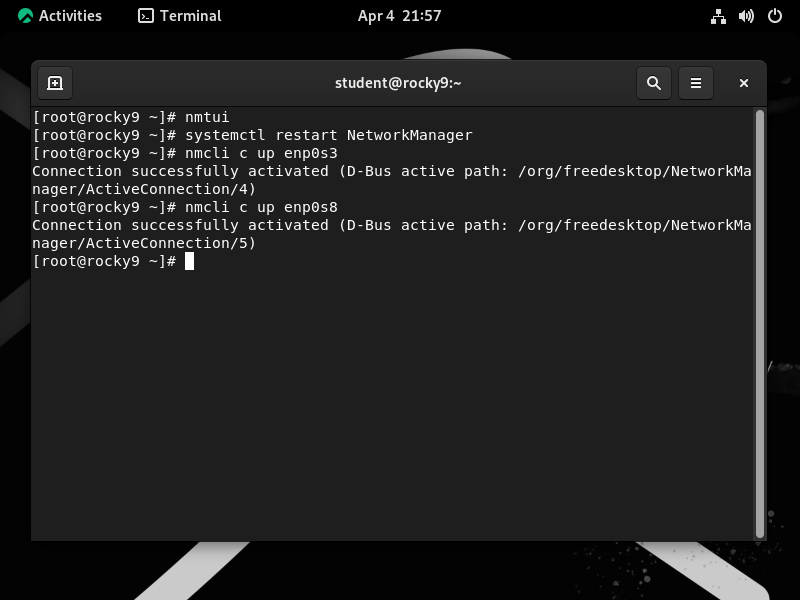 Activities Terminal Apr 4 21:57
student@rocky9:~
[root@rocky9 ~]# nmtui
[root@rocky9 ~]# systemctl restart NetworkManager
[root@rocky9 ~]# nmcli c up enp0s3
Connection successfully activated (D-Bus active path: /org/freedesktop/NetworkMa
nager/ActiveConnection/4)
[root@rocky9 ~]# nmcli c up enp0s8
Connection successfully activated (D-Bus active path: /org/freedesktop/NetworkMa
nager/ActiveConnection/5)
[root@rocky9 ~]#